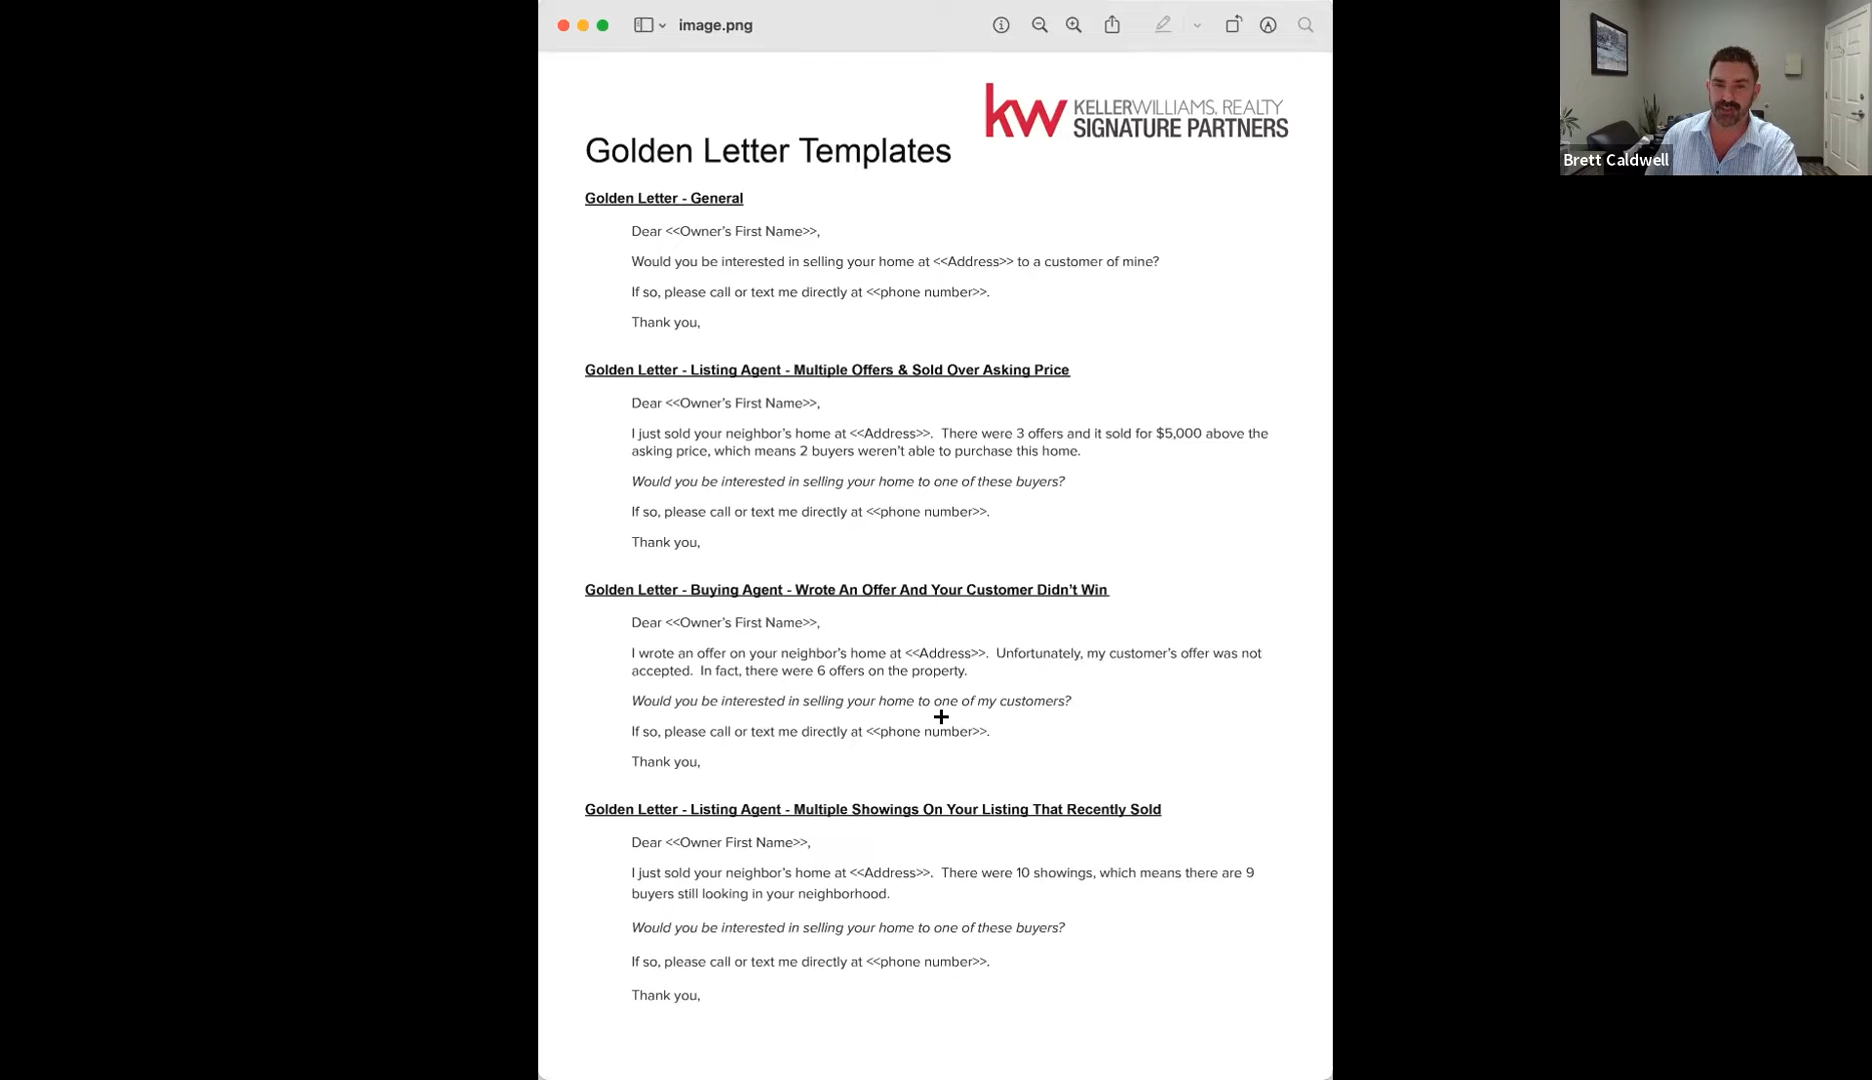 image.png
Brett Caldwell
kw KELLERWILLIAMS. REALTY
SIGNATURE PARTNERS
Golden Letter Templates
Golden Letter - General
Dear <<Owner's First Name>>,
Would you be interested in selling your home at <<Address>> to a customer of mine?
If so, please call or text me directly at <<phone number>>.
Thank you,
Golden Letter - Listing Agent - Multiple Offers & Sold Over Asking Price
Dear <<Owner's First Name>>,
I just sold your neighbor's home at <<Address>>.  There were 3 offers and it sold for $5,000 above the
asking price, which means 2 buyers weren't able to purchase this home.
Would you be interested in selling your home to one of these buyers?
If so, please call or text me directly at <<phone number>>.
Thank you,
Golden Letter - Buying Agent - Wrote An Offer And Your Customer Didn't Win
Dear <<Owner's First Name>>,
I wrote an offer on your neighbor's home at <<Address>>.  Unfortunately, my customer's offer was not
accepted.  In fact, there were 6 offers on the property.
Would you be interested in selling your home to one of my customers?
If so, please call or text me directly at <<phone number>>.
Thank you,
Golden Letter - Listing Agent - Multiple Showings On Your Listing That Recently Sold
Dear <<Owner First Name>>,
I just sold your neighbor's home at <<Address>>.  There were 10 showings, which means there are 9
buyers still looking in your neighborhood.
Would you be interested in selling your home to one of these buyers?
If so, please call or text me directly at <<phone number>>.
Thank you,